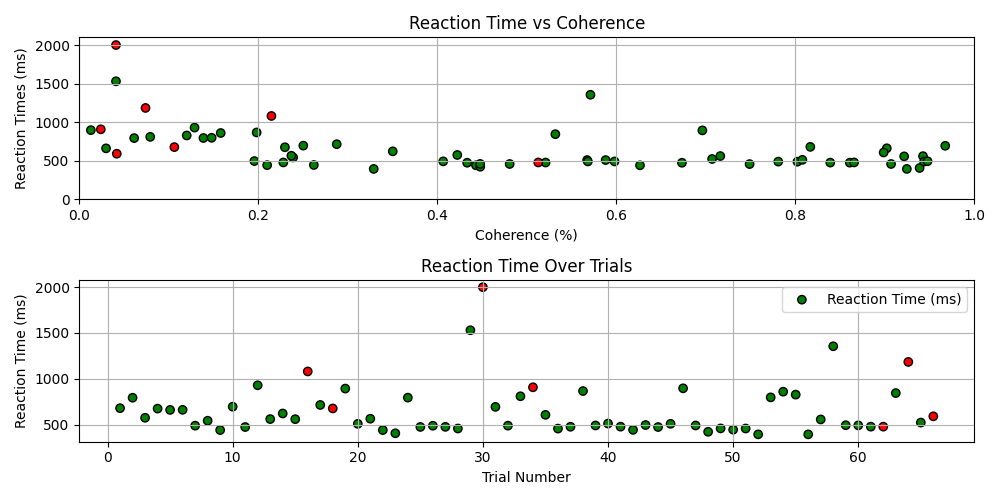 Reaction Time vs Coherence
Reaction Times (ms)
2000
1500
1000
500
0
0.0 0.2 0.4 0.6 0.8 1.0
Coherence (%)
Reaction Time Over Trials
Reaction Time (ms)
Reaction Time (ms)
2000
1500
1000
500
0 10 20 30 40 50 60
Trial Number